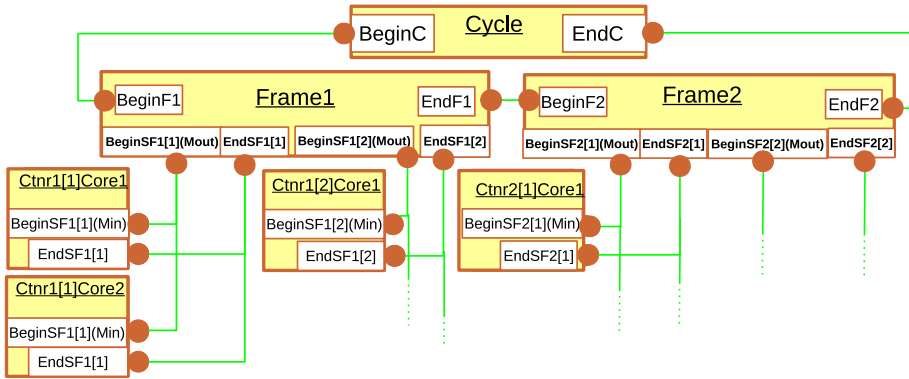 Cycle
BeginC
EndC
Frame1
BeginF1
EndF1
BeginSF1[1](Mout)
EndSF1[1]
BeginSF1[2](Mout)
EndSF1[2]
Frame2
BeginF2
EndF2
BeginSF2[1](Mout)
EndSF2[1]
BeginSF2[2](Mout)
EndSF2[2]
Ctnr1[1]Core1
BeginSF1[1](Min)
EndSF1[1]
Ctnr1[2]Core1
BeginSF1[2](Min)
EndSF1[2]
Ctnr2[1]Core1
BeginSF2[1](Min)
EndSF2[1]
Ctnr1[1]Core2
BeginSF1[1](Min)
EndSF1[1]